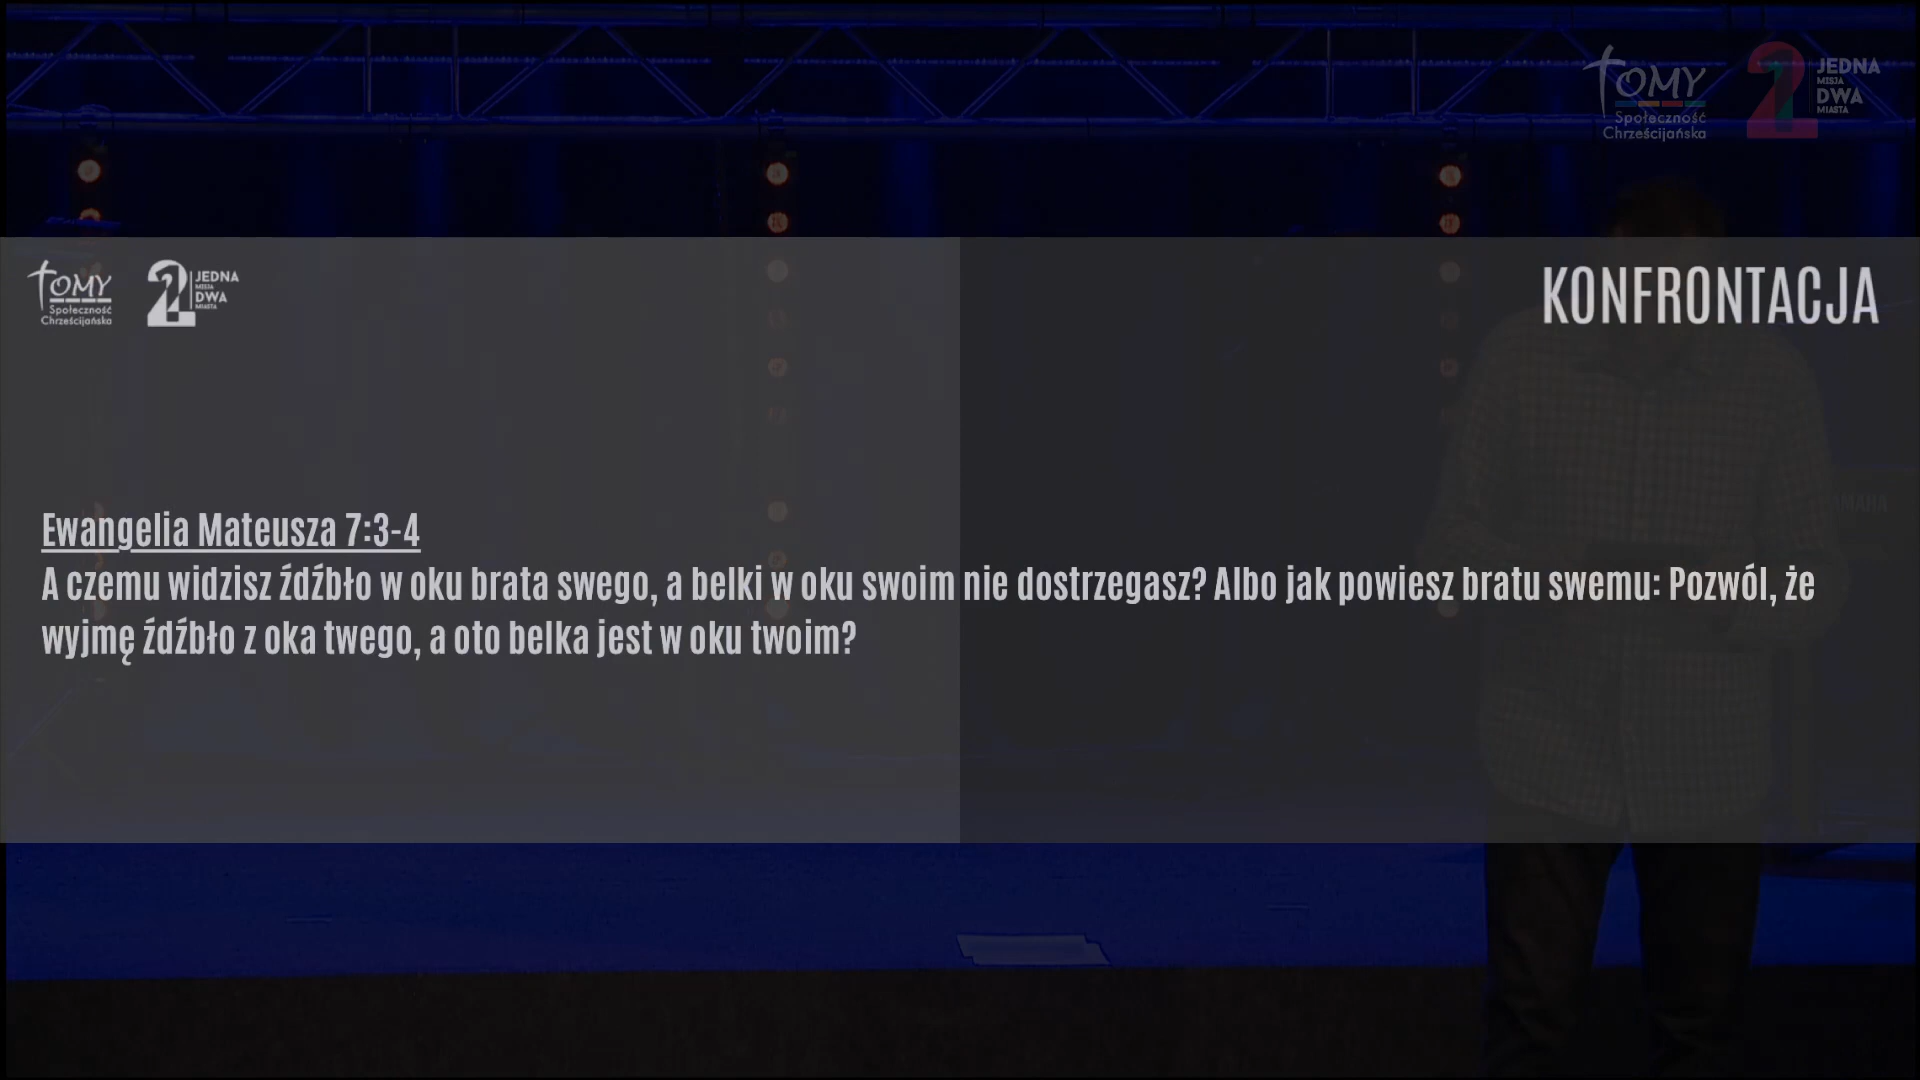 tomy
Społeczność
Chrześcijańska
2 JEDNA
MISJA
DWA
MIASTA
tomy
Społeczność
Chrześcijańska
2 JEDNA
MISJA
DWA
MIASTA
KONFRONTACJA
Ewangelia Mateusza 7:3-4
A czemu widzisz źdźbło w oku brata swego, a belki w oku swoim nie dostrzegasz? Albo jak powiesz bratu swemu: Pozwól, że
wyjmę źdźbło z oka twego, a oto belka jest w oku twoim?